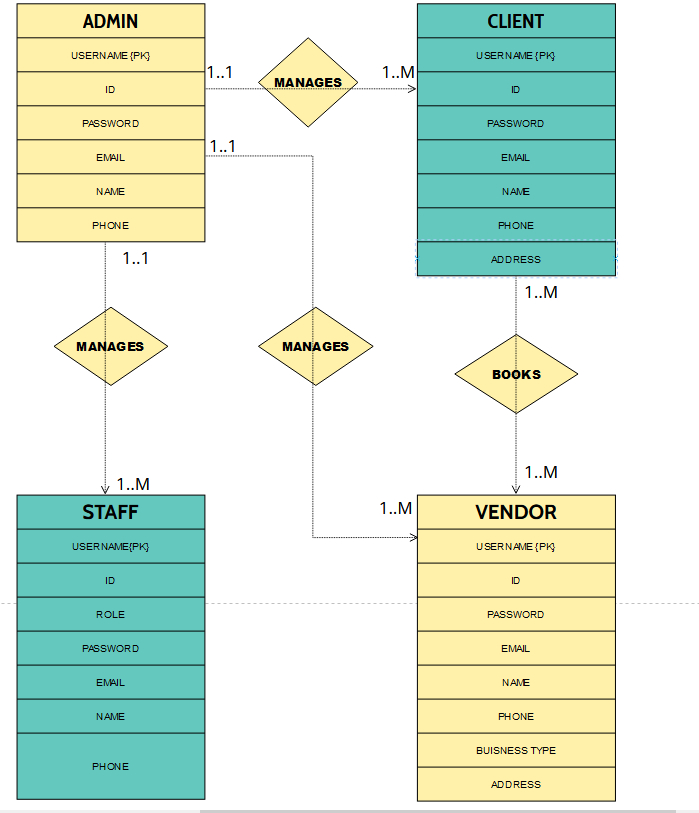 ADMIN
USERNAME{PK}
ID
PASSWORD
EMAIL
NAME
PHONE
1..1
MANAGES
1..M
CLIENT
USERNAME{PK}
ID
PASSWORD
EMAIL
NAME
PHONE
ADDRESS
1..1
1..1
MANAGES
MANAGES
1..M
BOOKS
1..M
1..M
1..M
STAFF
USERNAME{PK}
ID
ROLE
PASSWORD
EMAIL
NAME
PHONE
VENDOR
USERNAME{PK}
ID
PASSWORD
EMAIL
NAME
PHONE
BUISNESS TYPE
ADDRESS